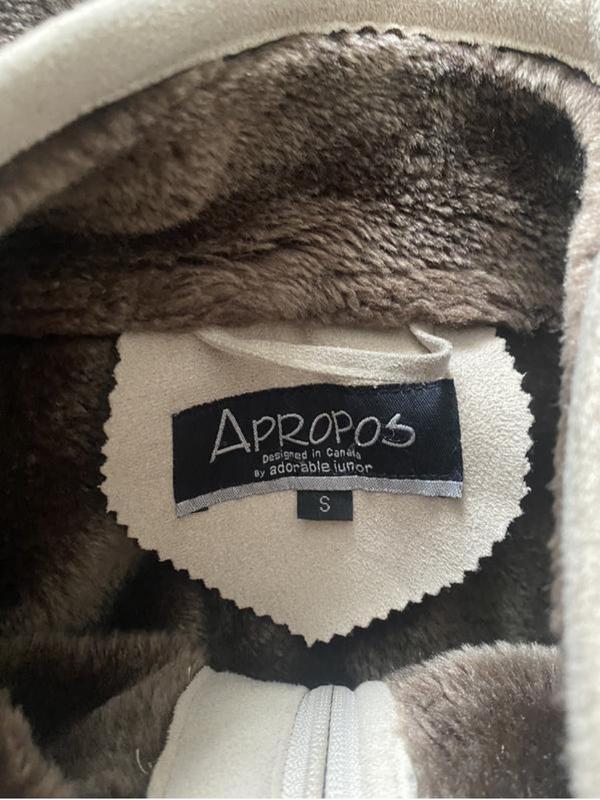 APROPOS
Designed in Canada
By adorable junior
S